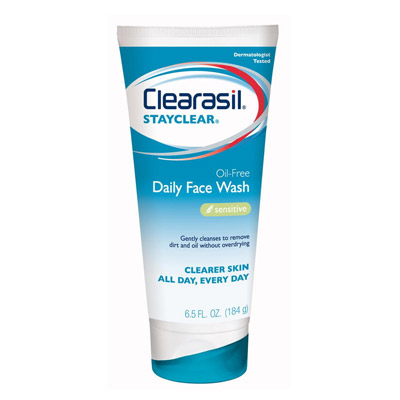 Dermatologist
Tested
Clearasil®
STAYCLEAR®
Oil-Free
Daily Face Wash
sensitive
Gently cleanses to remove
dirt and oil without overdrying
CLEARER SKIN
ALL DAY, EVERY DAY
6.5 FL. OZ. (184 g)